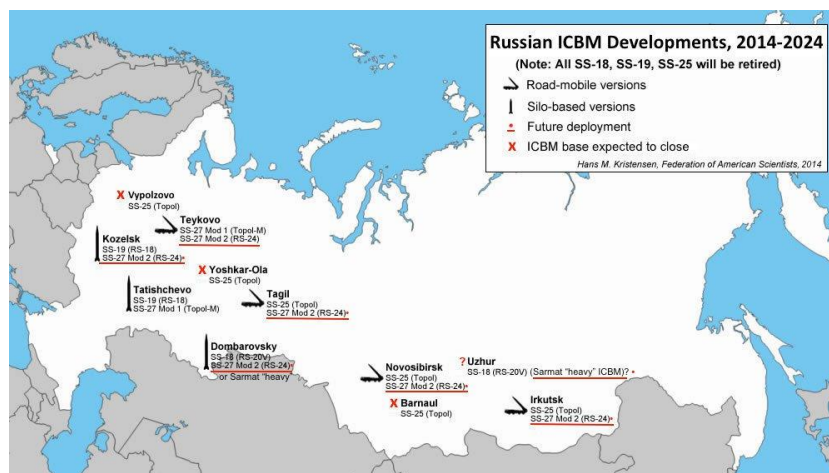 Russian ICBM Developments, 2014-2024
(Note: All SS-18, SS-19, SS-25 will be retired)
Road-mobile versions
Silo-based versions
Future deployment
X ICBM base expected to close
Hans M. Kristensen, Federation of American Scientists, 2014
X Vypolzovo
SS-25 (Topol)
Teykovo
SS-27 Mod 1 (Topol-M)
SS-27 Mod 2 (RS-24)
Kozelsk
SS-19 (RS-18)
SS-27 Mod 2 (RS-24)
X Yoshkar-Ola
SS-25 (Topol)
Tatishchevo
SS-19 (RS-18)
SS-27 Mod 1 (Topol-M)
Tagil
SS-25 (Topol)
SS-27 Mod 2 (RS-24)
Dombarovsky
SS-18 (RS-20V)
SS-27 Mod 2 (RS-24)
or Sarmat "heavy"
Novosibirsk
SS-25 (Topol)
SS-27 Mod 2 (RS-24)
? Uzhur
SS-18 (RS-20V) (Sarmat "heavy" ICBM)?
X Barnaul
SS-25 (Topol)
Irkutsk
SS-25 (Topol)
SS-27 Mod 2 (RS-24)